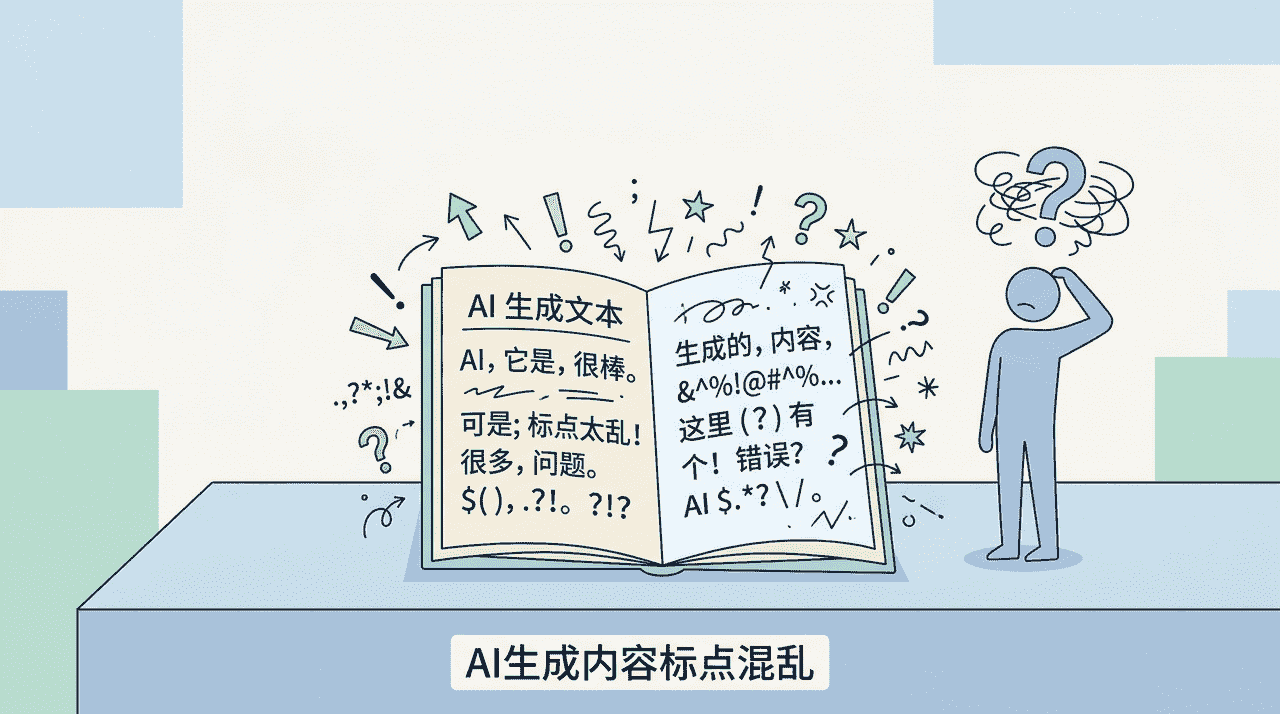 AI 生成文本
AI，它是，很棒。
可是；标点太乱！
很多，问题。
$()，.?!。?!?
生成的，内容，
&^%!@#^%...
这里（？）有
个！错误？
AI $.*?\/。
.,?*;!&
AI生成内容标点混乱